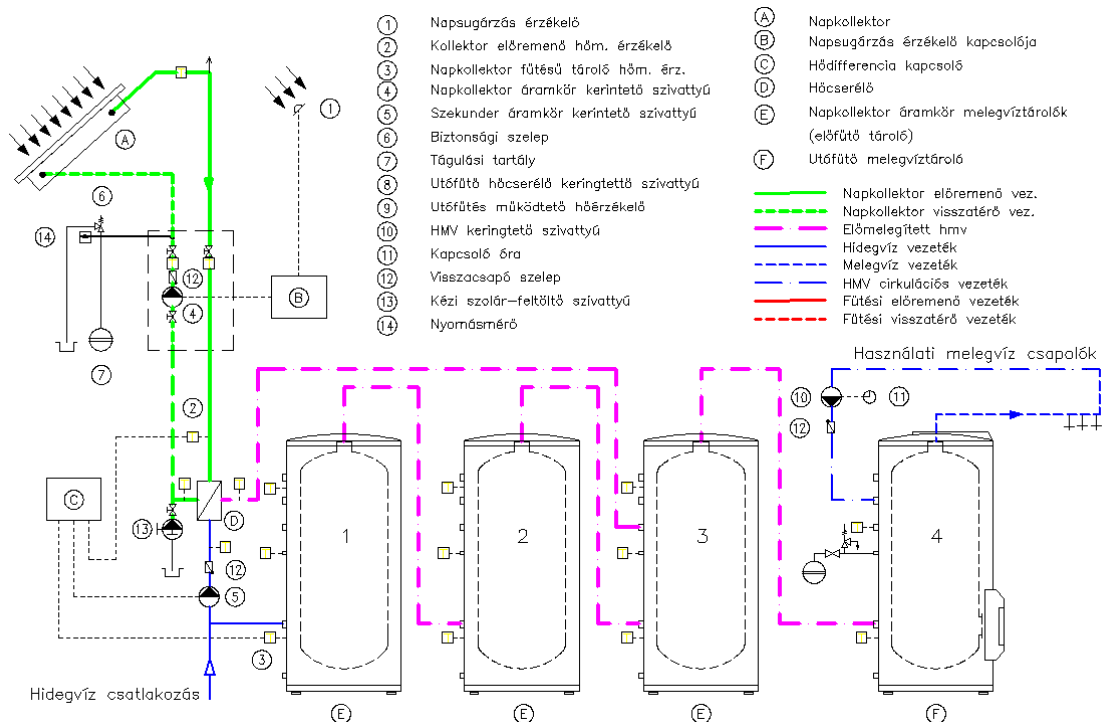 1 Napsugárzás érzékelő
2 Kollektor előremenő hőm. érzékelő
3 Napkollektor fűtésű tároló hőm. érz.
4 Napkollektor áramkör kerintető szivattyú
5 Szekunder áramkör kerintető szivattyú
6 Biztonsági szelep
7 Tágulási tartály
8 Utófűtő hőcserélő keringtettő szivattyú
9 Utófűtés működtető hőérzékelő
10 HMV keringtető szivattyú
11 Kapcsoló óra
12 Visszacsapó szelep
13 Kézi szolár-feltöltő szivattyú
14 Nyomásmérő
A Napkollektor
B Napsugárzás érzékelő kapcsolója
C Hődifferencia kapcsoló
D Hőcserélő
E Napkollektor áramkör melegvíztárolók
(előfűtő tároló)
F Utófűtő melegvíztároló
Napkollektor előremenő vez.
Napkollektor visszatérő vez.
Előmelegített hmv
Hidegvíz vezeték
Melegvíz vezeték
HMV cirkulációs vezeték
Fűtési előremenő vezeték
Fűtési visszatérő vezeték
1
A
6
14
12
B
4
7
Használati melegvíz csapalók
10
11
2
12
C
13
D
1
2
3
4
12
5
3
Hidegvíz csatlakozás
E
E
E
F